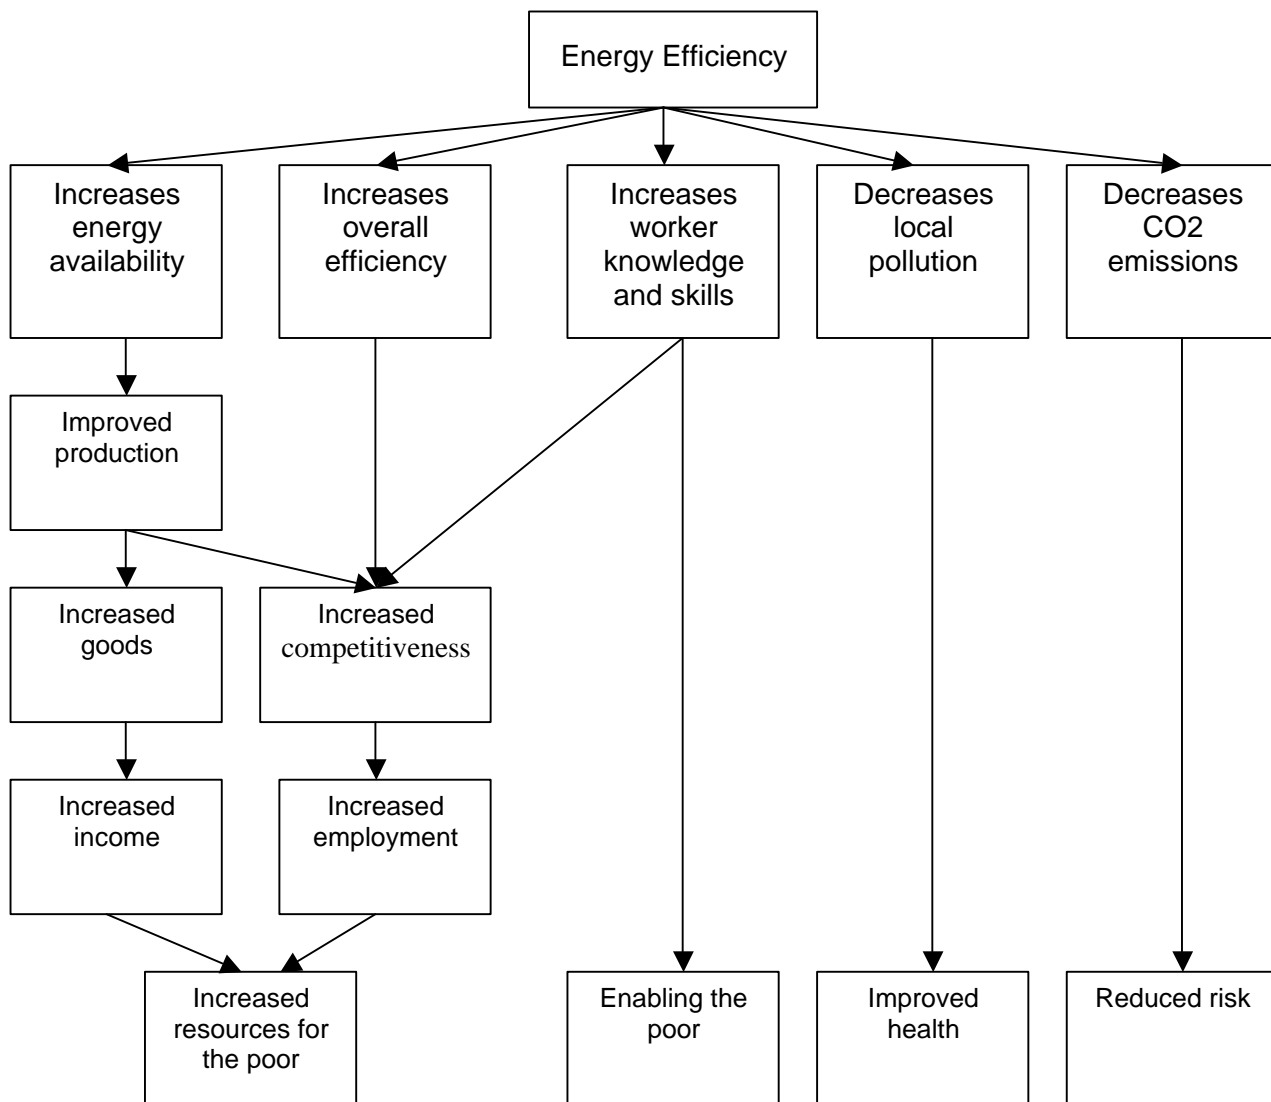 Energy Efficiency
Increases
energy
availability
Increases
overall
efficiency
Increases
worker
knowledge
and skills
Decreases
local
pollution
Decreases
CO2
emissions
Improved
production
Increased
goods
Increased
competitiveness
Increased
income
Increased
employment
Increased
resources for
the poor
Enabling the
poor
Improved
health
Reduced risk